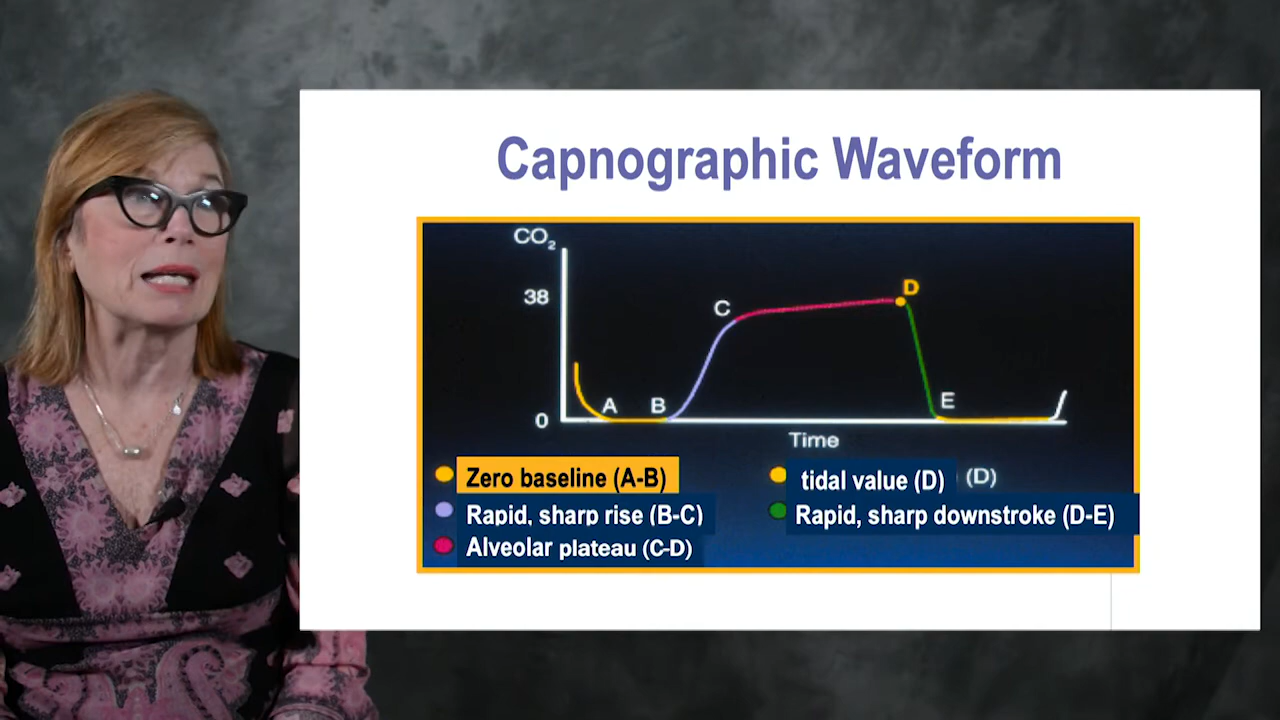 Capnographic Waveform
CO2
38
D
C
A
B
E
0
Time
Zero baseline (A-B)
Rapid, sharp rise (B-C)
Alveolar plateau (C-D)
tidal value (D) (D)
Rapid, sharp downstroke (D-E)